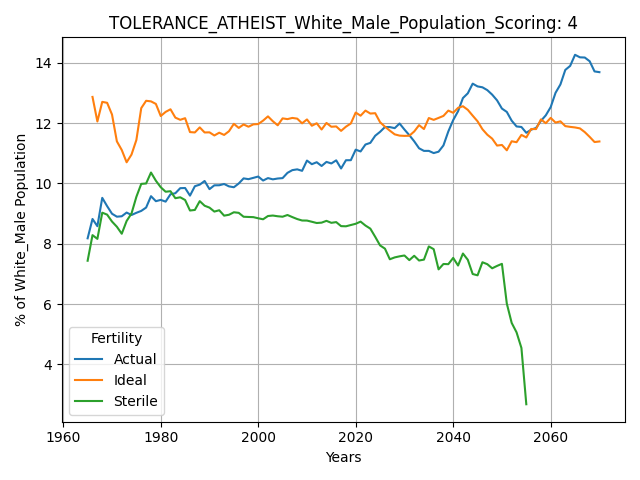 TOLERANCE_ATHEIST_White_Male_Population_Scoring: 4
% of White_Male Population
14
12
10
8
6
4
Fertility
Actual
Ideal
Sterile
1960
1980
2000
2020
2040
2060
Years